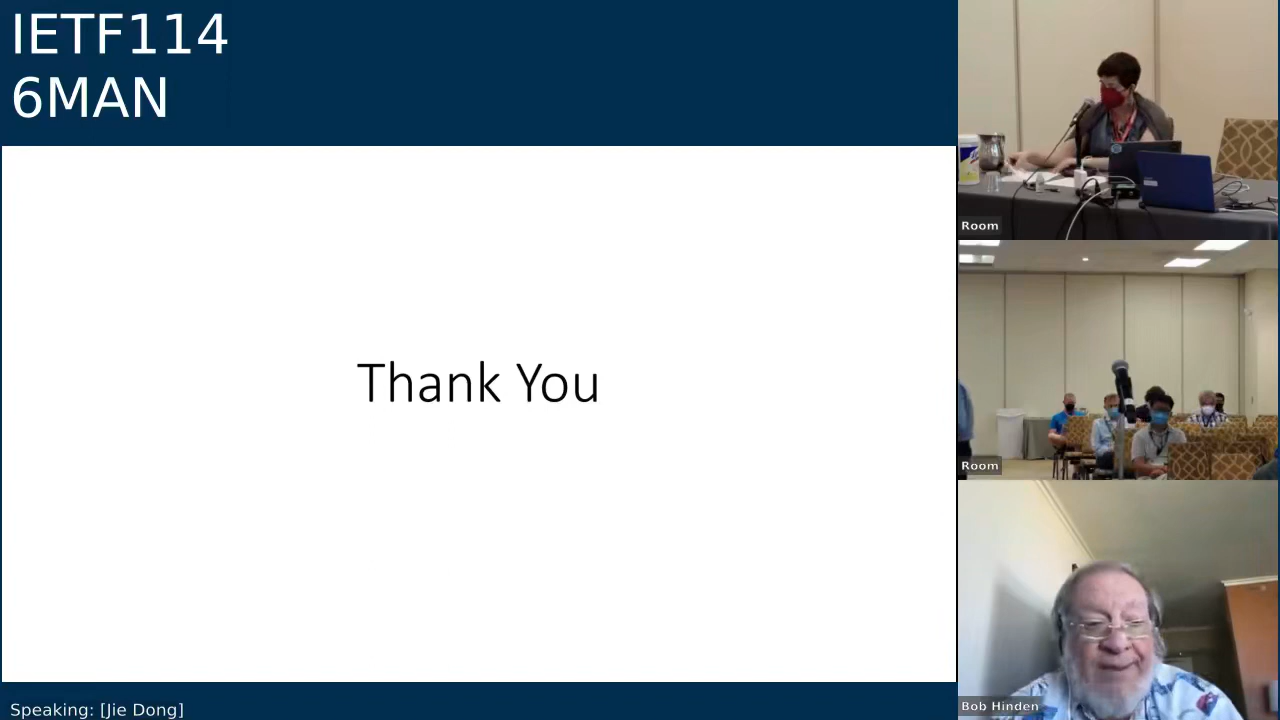 IETF114
6MAN
Thank You
Speaking: [Jie Dong]
Room
Room
Bob Hinden